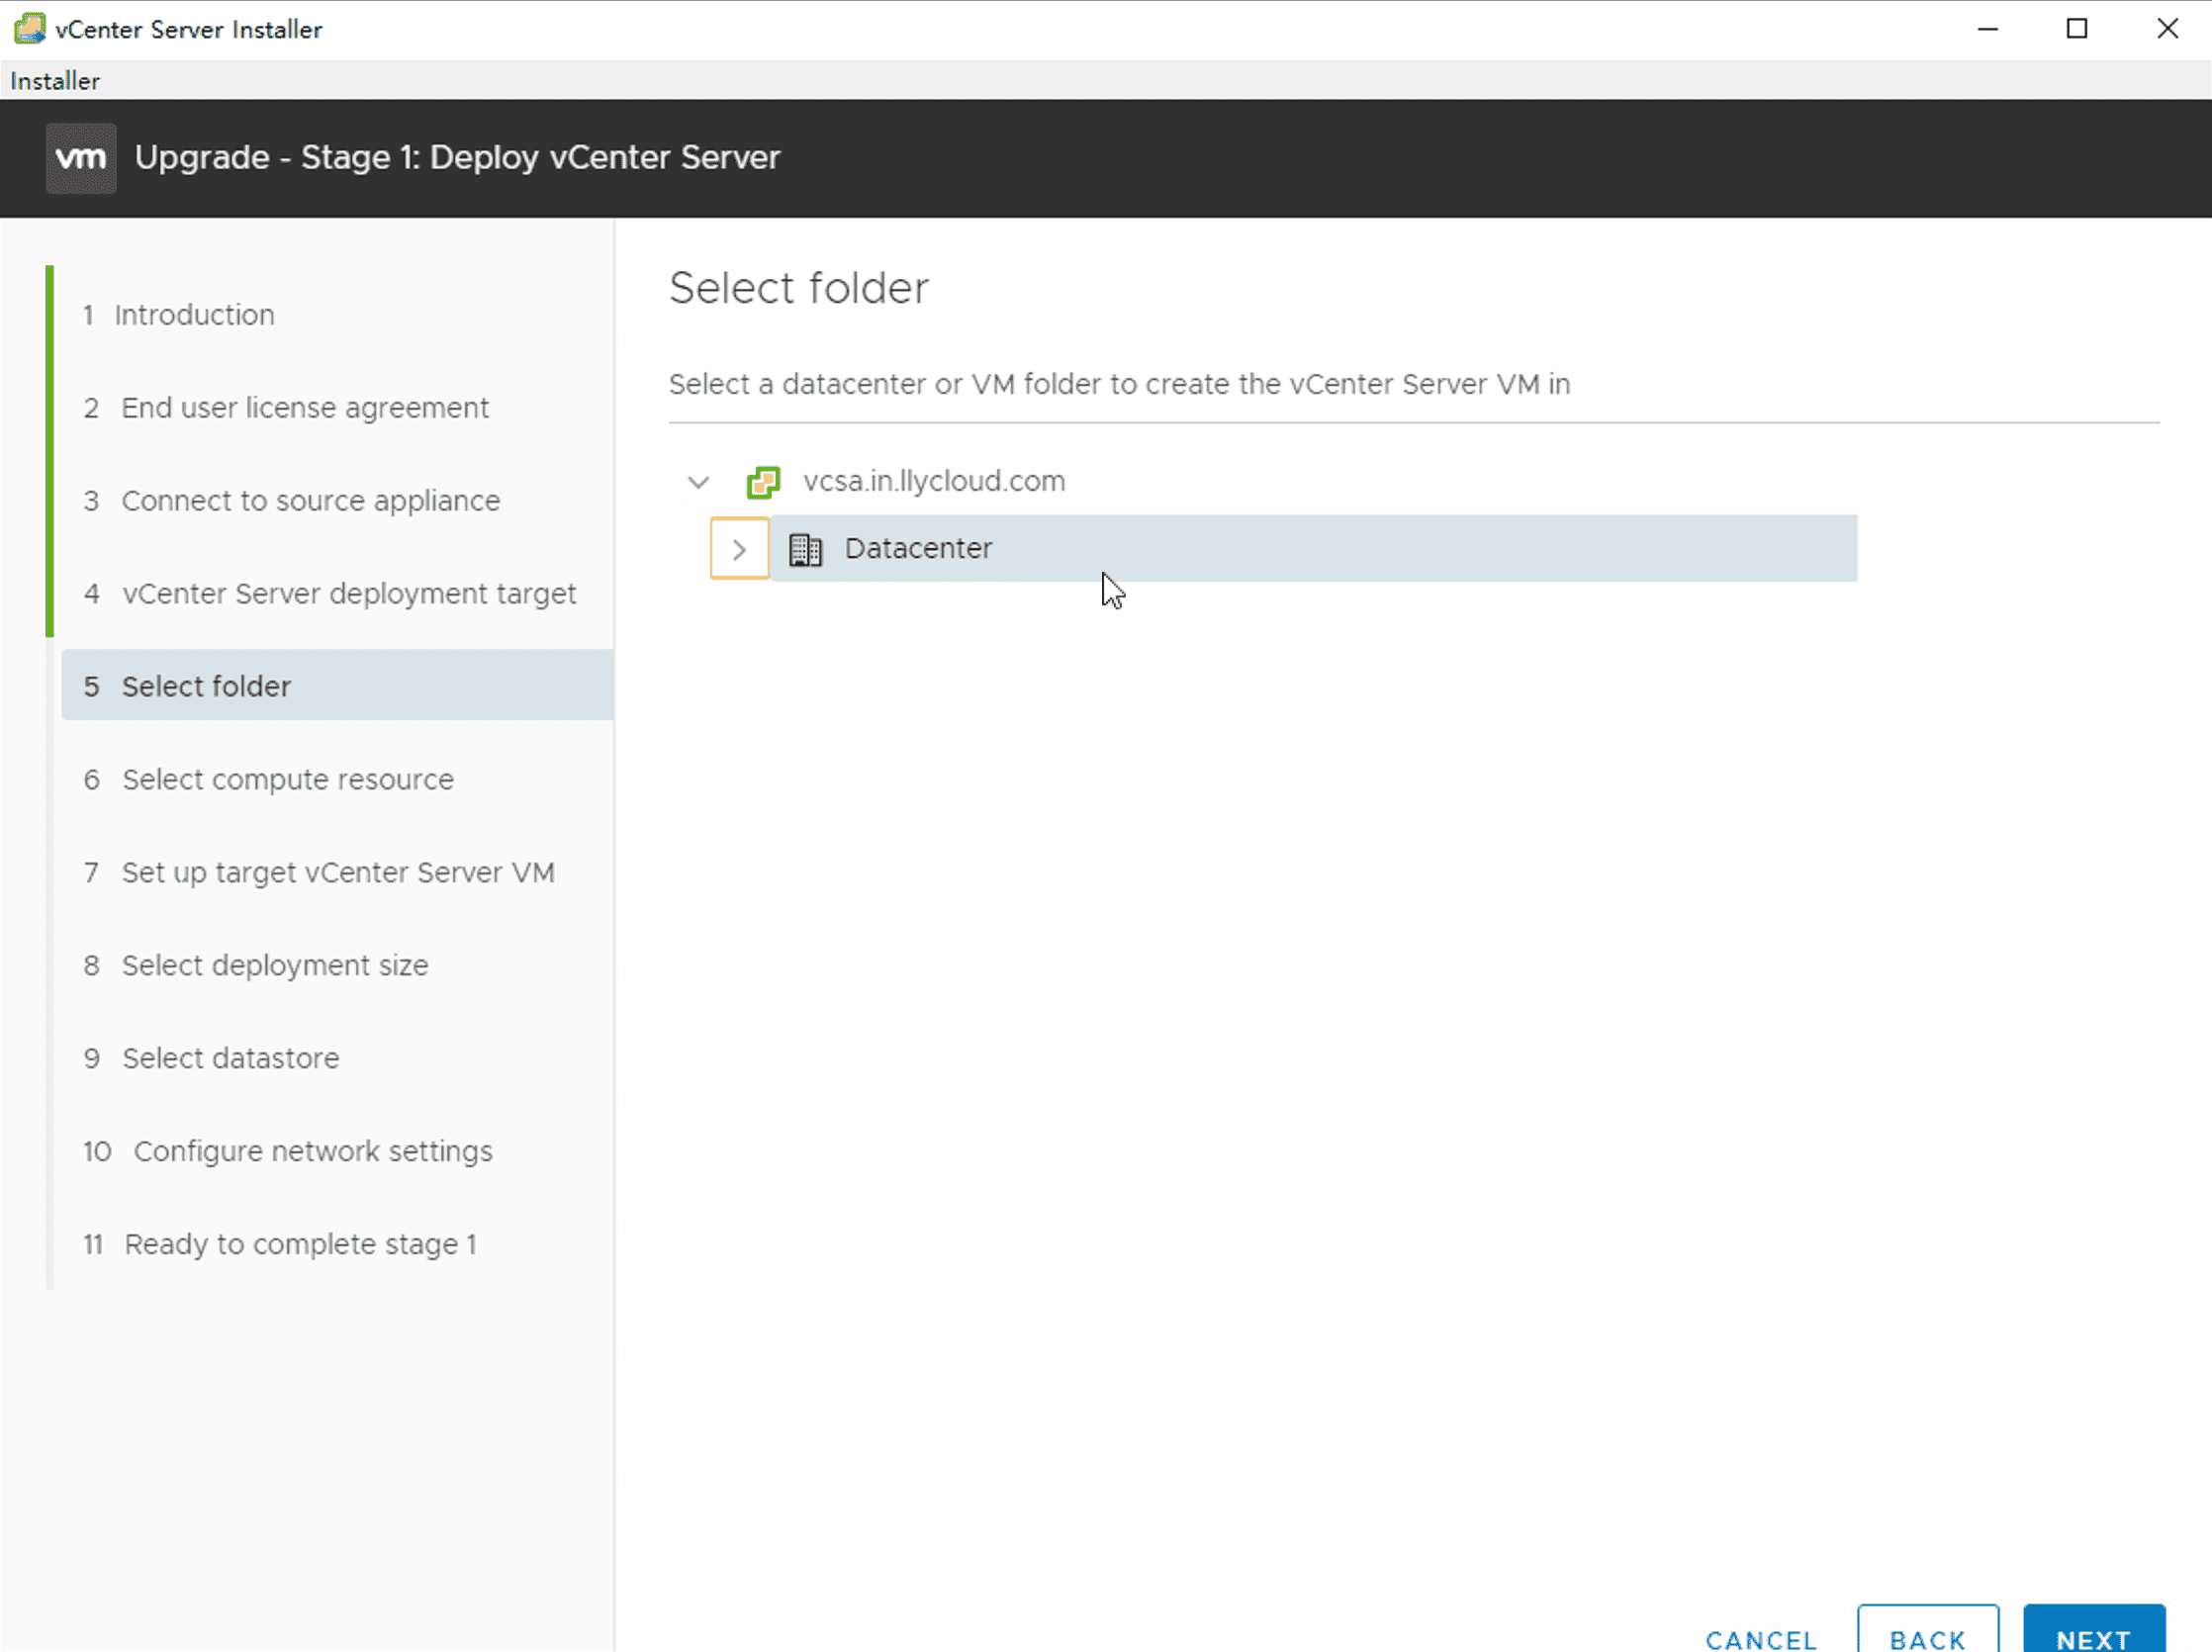 vCenter Server Installer
Installer
vm Upgrade - Stage 1: Deploy vCenter Server
1 Introduction
2 End user license agreement
3 Connect to source appliance
4 vCenter Server deployment target
5 Select folder
6 Select compute resource
7 Set up target vCenter Server VM
8 Select deployment size
9 Select datastore
10 Configure network settings
11 Ready to complete stage 1
Select folder
Select a datacenter or VM folder to create the vCenter Server VM in
vcsa.in.llycloud.com
Datacenter
CANCEL BACK NEXT